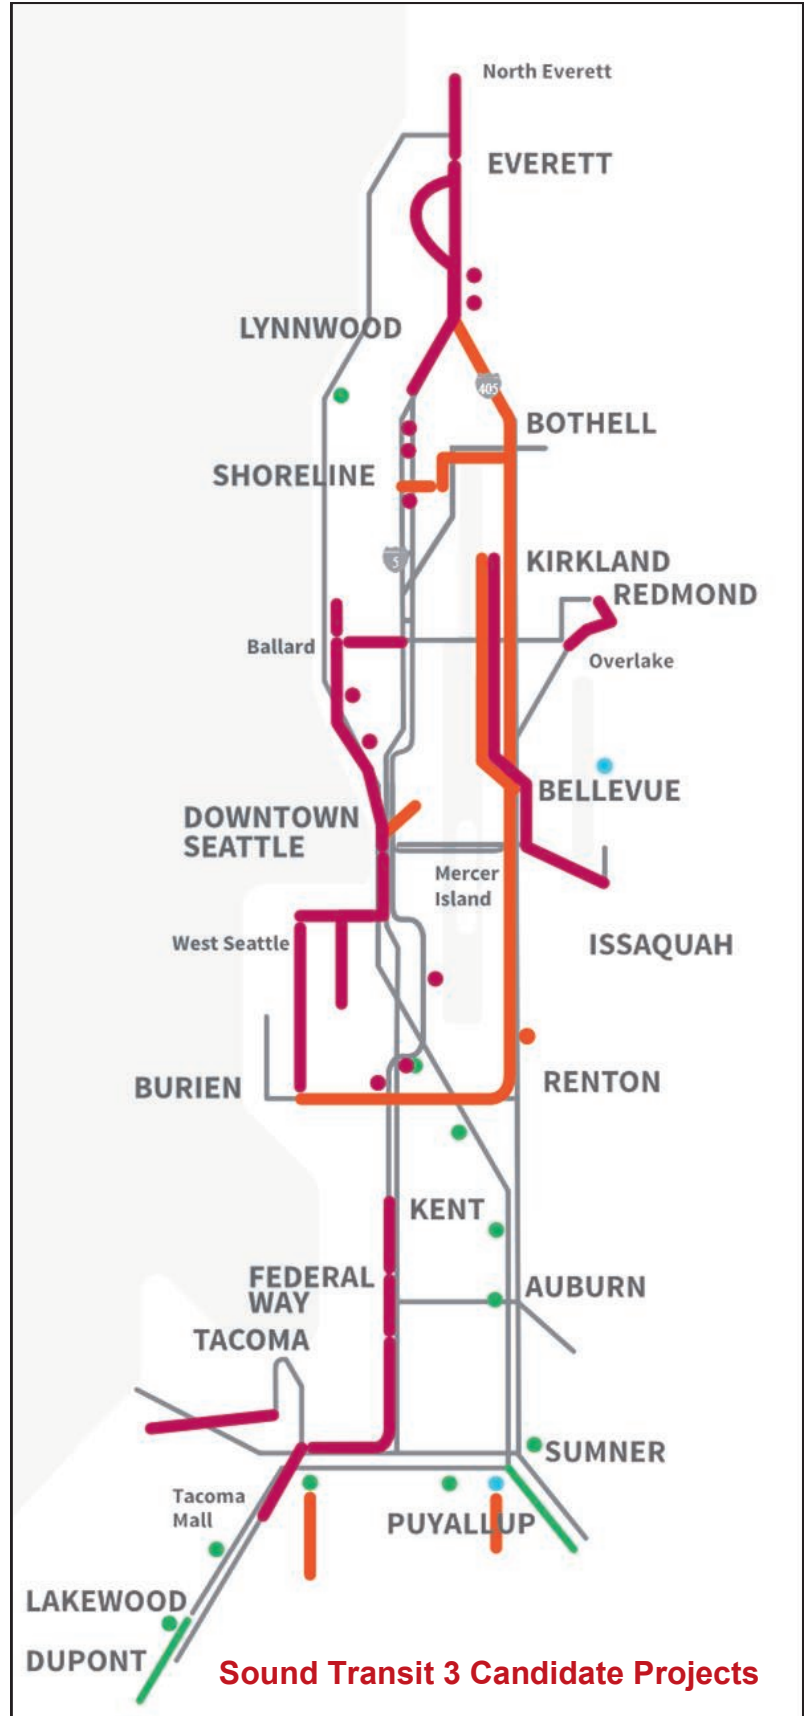 North Everett
EVERETT
LYNNWOOD
405
BOTHELL
SHORELINE
5
KIRKLAND
REDMOND
Ballard
Overlake
BELLEVUE
DOWNTOWN
SEATTLE
Mercer
Island
West Seattle
ISSAQUAH
BURIEN
RENTON
KENT
FEDERAL
WAY
AUBURN
TACOMA
SUMNER
Tacoma
Mall
PUYALLUP
LAKEWOOD
DUPONT
Sound Transit 3 Candidate Projects